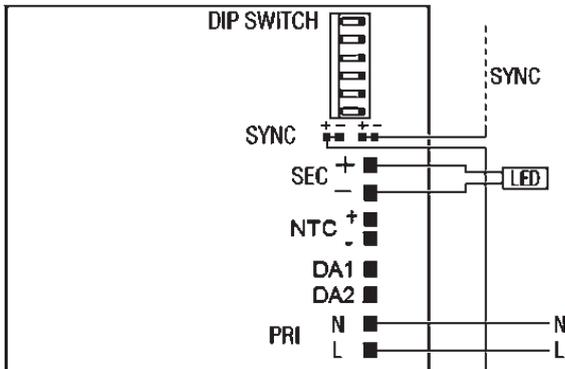 DIP SWITCH
SYNC
+ - + -
SYNC
SEC +
-
LED
NTC +
-
DA1
DA2
PRI N N
L L